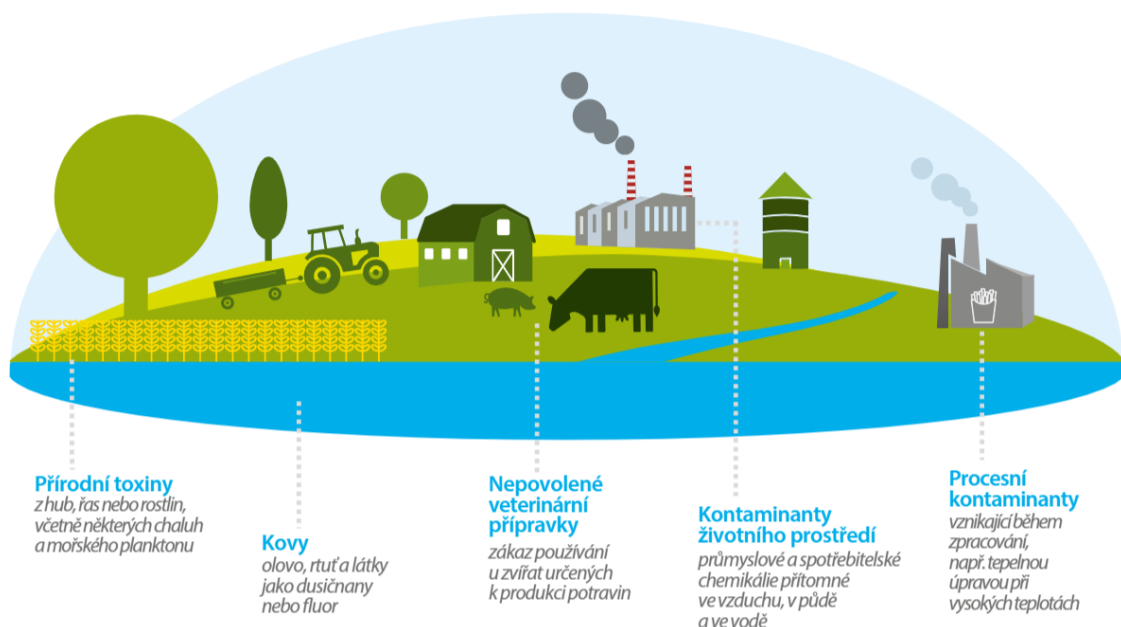 Přírodní toxiny
z hub, řas nebo rostlin,
včetně některých chaluh
a mořského planktonu
Kovy
olovo, rtuť a látky
jako dusičnany
nebo fluor
Nepovolené
veterinární
přípravky
zákaz používání
u zvířat určených
k produkci potravin
Kontaminanty
životního prostředí
průmyslové a spotřebitelské
chemikálie přítomné
ve vzduchu, v půdě
a ve vodě
Procesní
kontaminanty
vznikající během
zpracování,
např. tepelnou
úpravou při
vysokých teplotách